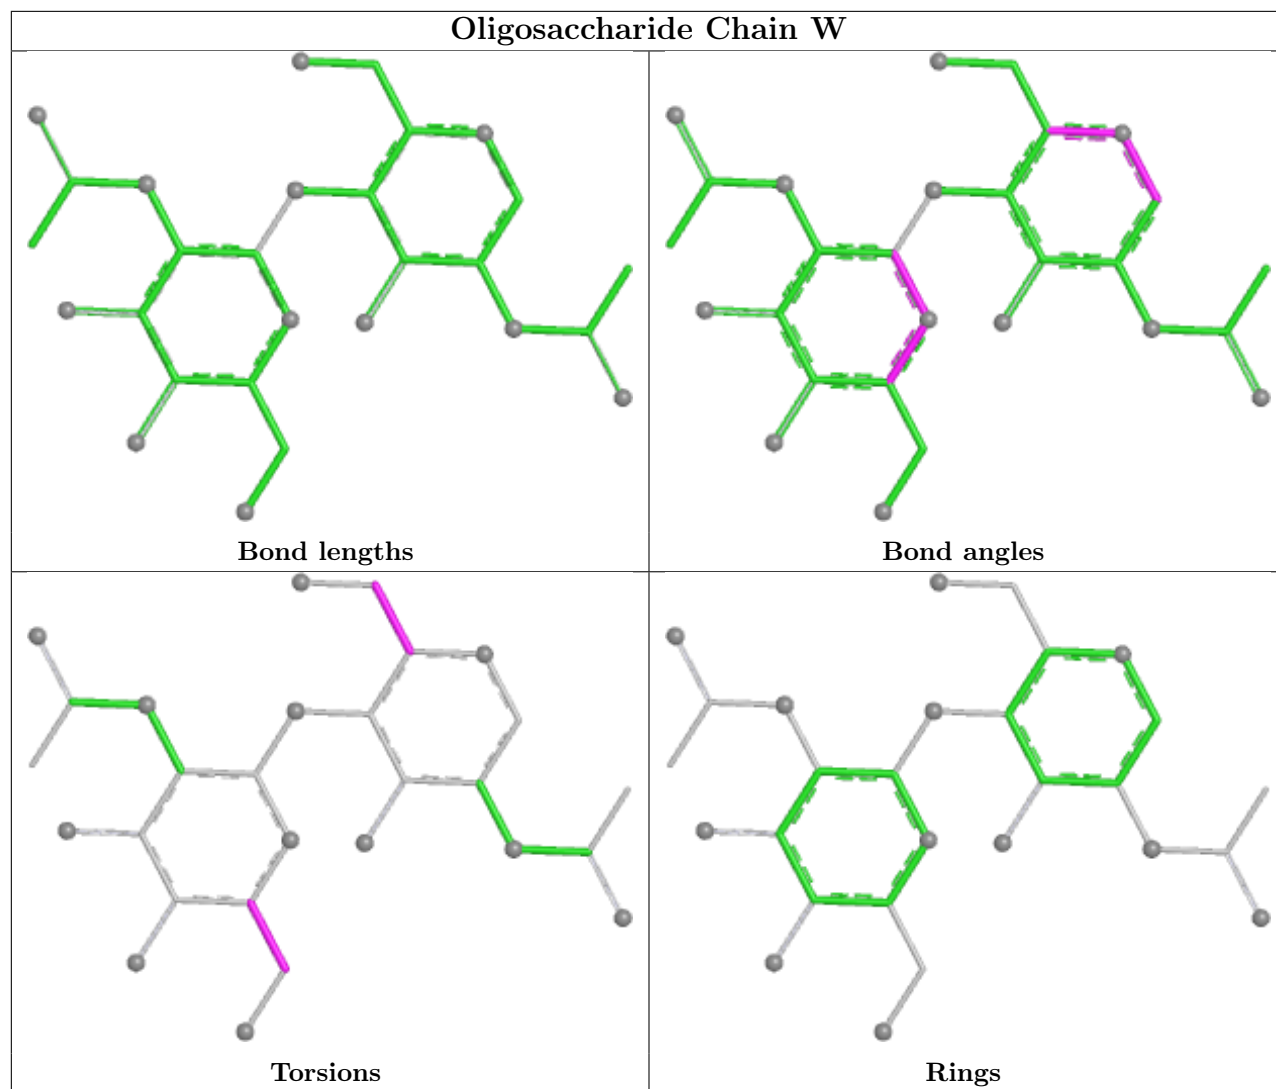 Oligosaccharide Chain W
Bond lengths
Bond angles
Torsions
Rings